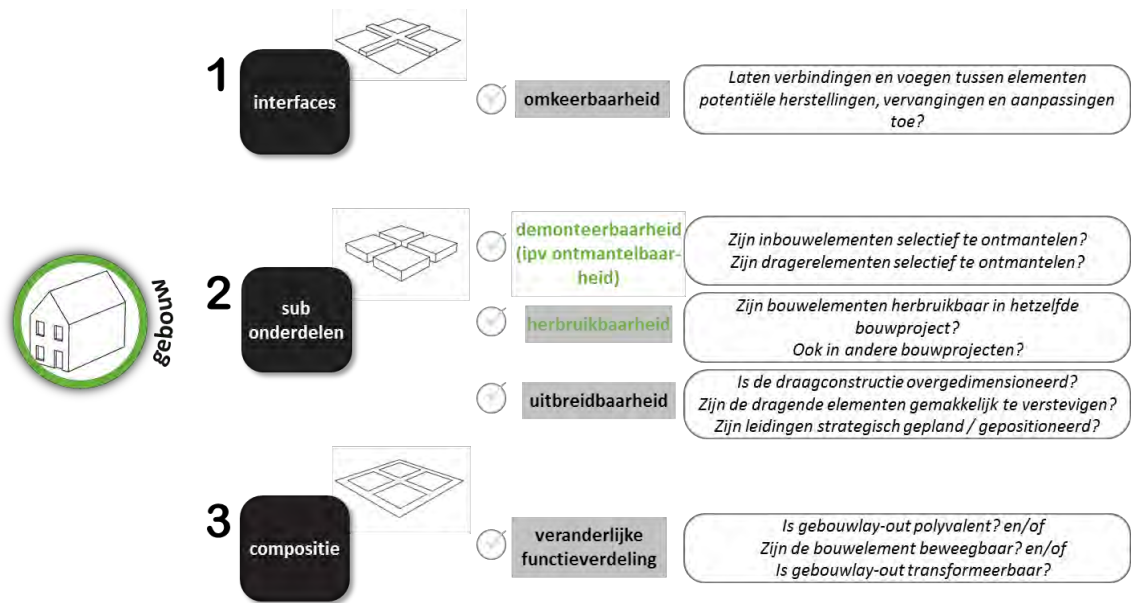 gebouw
1
interfaces
omkeerbaarheid
Laten verbindingen en voegen tussen elementen
potentiële herstellingen, vervangingen en aanpassingen
toe?
2
sub
onderdelen
demonteerbaarheid
(ipv ontmantelbaar-
heid)
Zijn inbouwelementen selectief te ontmantelen?
Zijn dragerelementen selectief te ontmantelen?
herbruikbaarheid
Zijn bouwelementen herbruikbaar in hetzelfde
bouwproject?
Ook in andere bouwprojecten?
uitbreidbaarheid
Is de draagconstructie overgedimensioneerd?
Zijn de dragende elementen gemakkelijk te verstevigen?
Zijn leidingen strategisch gepland / gepositioneerd?
3
compositie
veranderlijke
functieverdeling
Is gebouwlay-out polyvalent? en/of
Zijn de bouwelement beweegbaar? en/of
Is gebouwlay-out transformeerbaar?